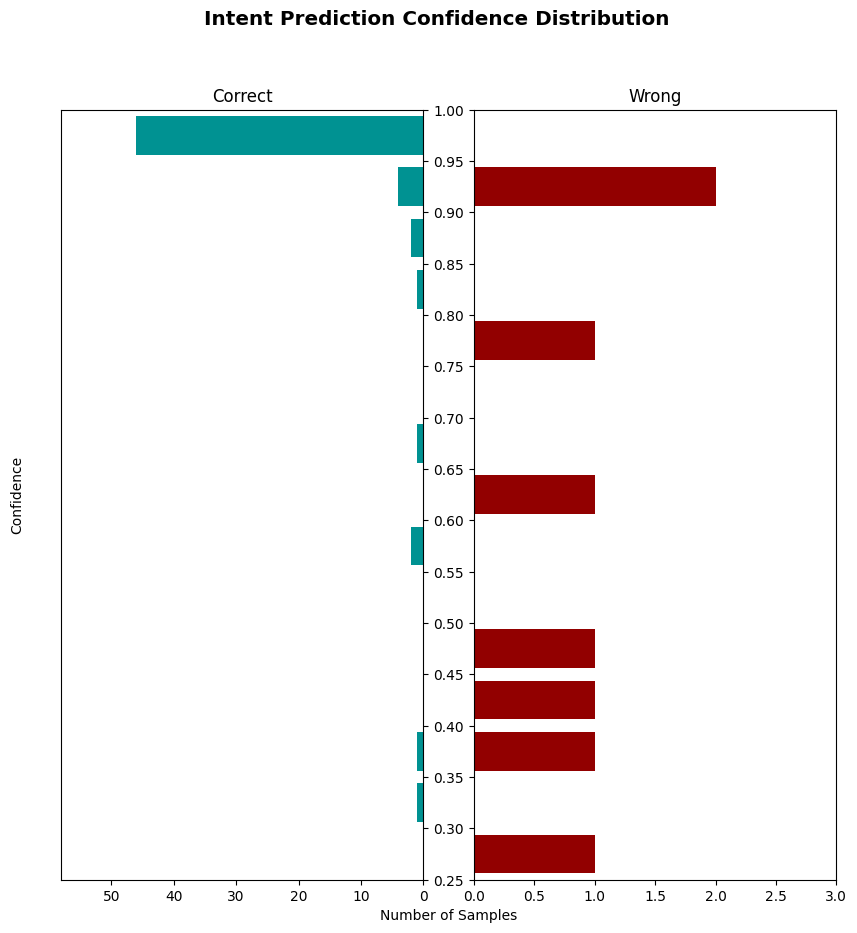 Intent Prediction Confidence Distribution
Correct
Wrong
Confidence
1.00
0.95
0.90
0.85
0.80
0.75
0.70
0.65
0.60
0.55
0.50
0.45
0.40
0.35
0.30
0.25
50 40 30 20 10 0
0.0 0.5 1.0 1.5 2.0 2.5 3.0
Number of Samples